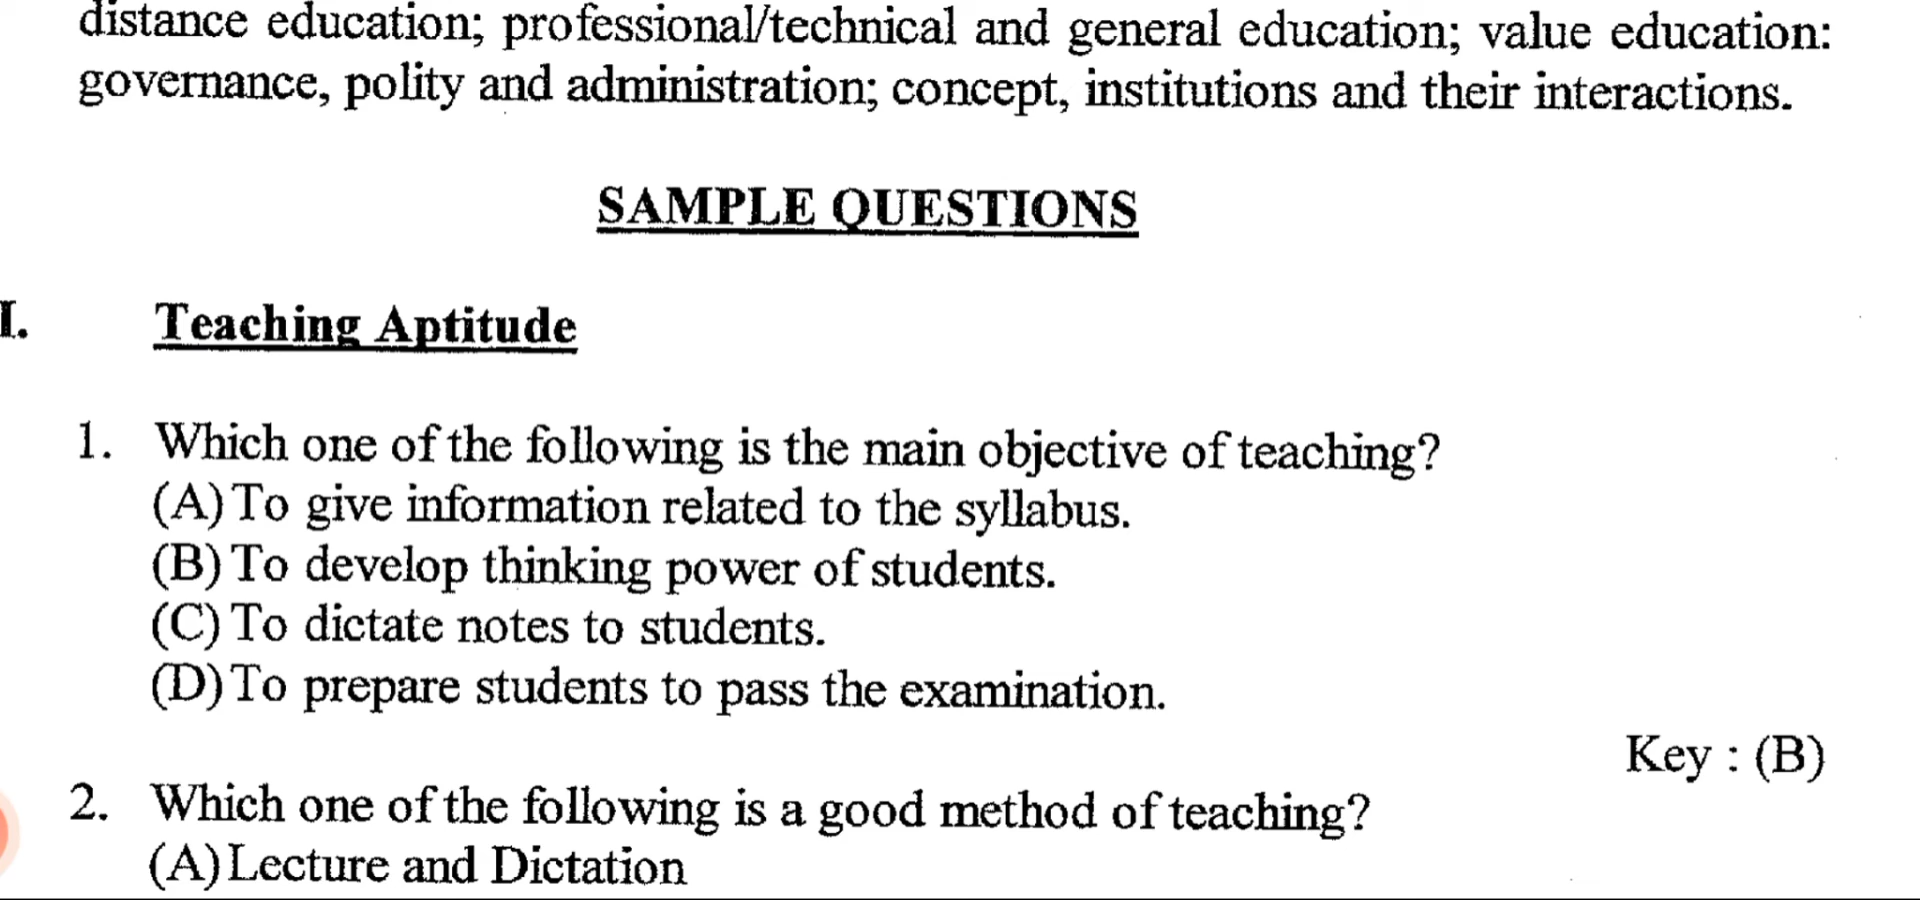 distance education; professional/technical and general education; value education:
governance, polity and administration; concept, institutions and their interactions.
SAMPLE QUESTIONS
I. Teaching Aptitude
1. Which one of the following is the main objective of teaching?
(A) To give information related to the syllabus.
(B) To develop thinking power of students.
(C) To dictate notes to students.
(D) To prepare students to pass the examination.
Key : (B)
2. Which one of the following is a good method of teaching?
(A) Lecture and Dictation